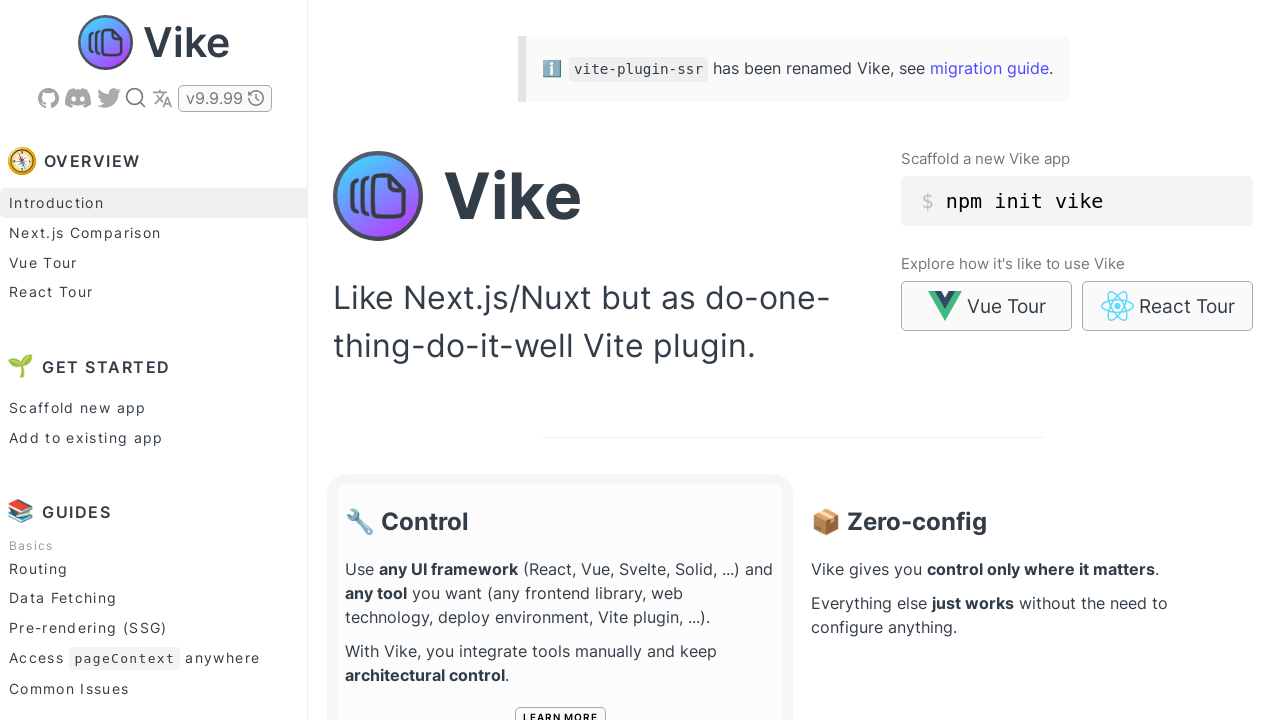 Vike
v9.9.99
OVERVIEW
Introduction
Next.js Comparison
Vue Tour
React Tour
GET STARTED
Scaffold new app
Add to existing app
GUIDES
Basics
Routing
Data Fetching
Pre-rendering (SSG)
Access pageContext anywhere
Common Issues
ℹ️ vite-plugin-ssr has been renamed Vike, see migration guide.
Vike
Like Next.js/Nuxt but as do-one-
thing-do-it-well Vite plugin.
Scaffold a new Vike app
$ npm init vike
Explore how it's like to use Vike
Vue Tour
React Tour
Control
Use any UI framework (React, Vue, Svelte, Solid, ...) and
any tool you want (any frontend library, web
technology, deploy environment, Vite plugin, ...).
With Vike, you integrate tools manually and keep
architectural control.
LEARN MORE
Zero-config
Vike gives you control only where it matters.
Everything else just works without the need to
configure anything.